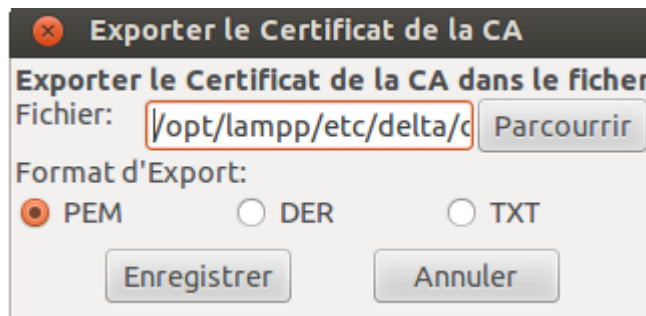 Exporter le Certificat de la CA
Exporter le Certificat de la CA dans le fichier
Fichier: /opt/lampp/etc/delta/c Parcourrir
Format d'Export:
PEM DER TXT
Enregistrer Annuler